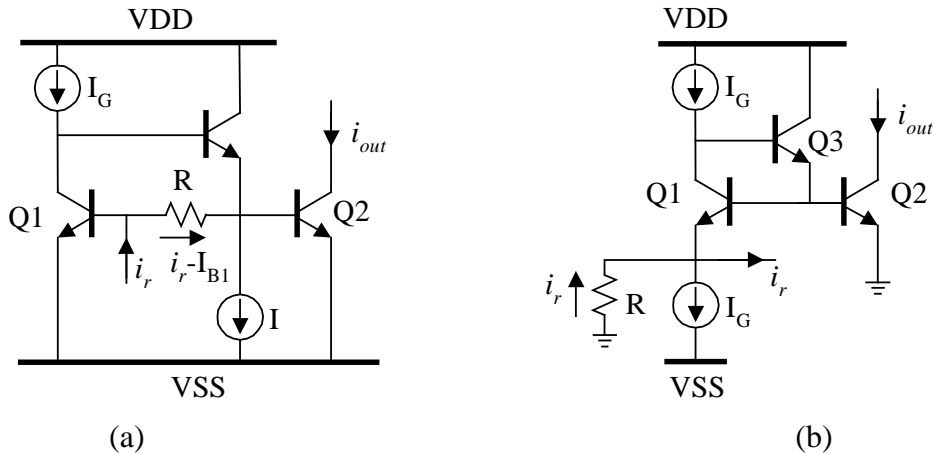 VDD
I_G
R
Q1
i_r
i_r-I_B1
Q2
i_out
I
VSS
(a)
VDD
I_G
Q3
i_out
Q1
Q2
i_r
R
i_r
I_G
VSS
(b)